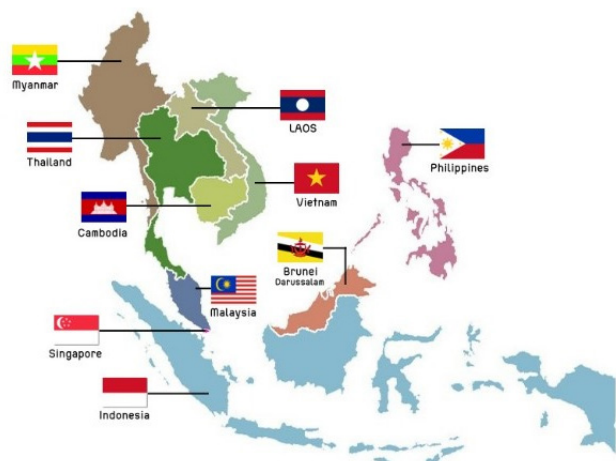 Myanmar
LAOS
Thailand
Philippines
Vietnam
Cambodia
Brunei
Darussalam
Malaysia
Singapore
Indonesia